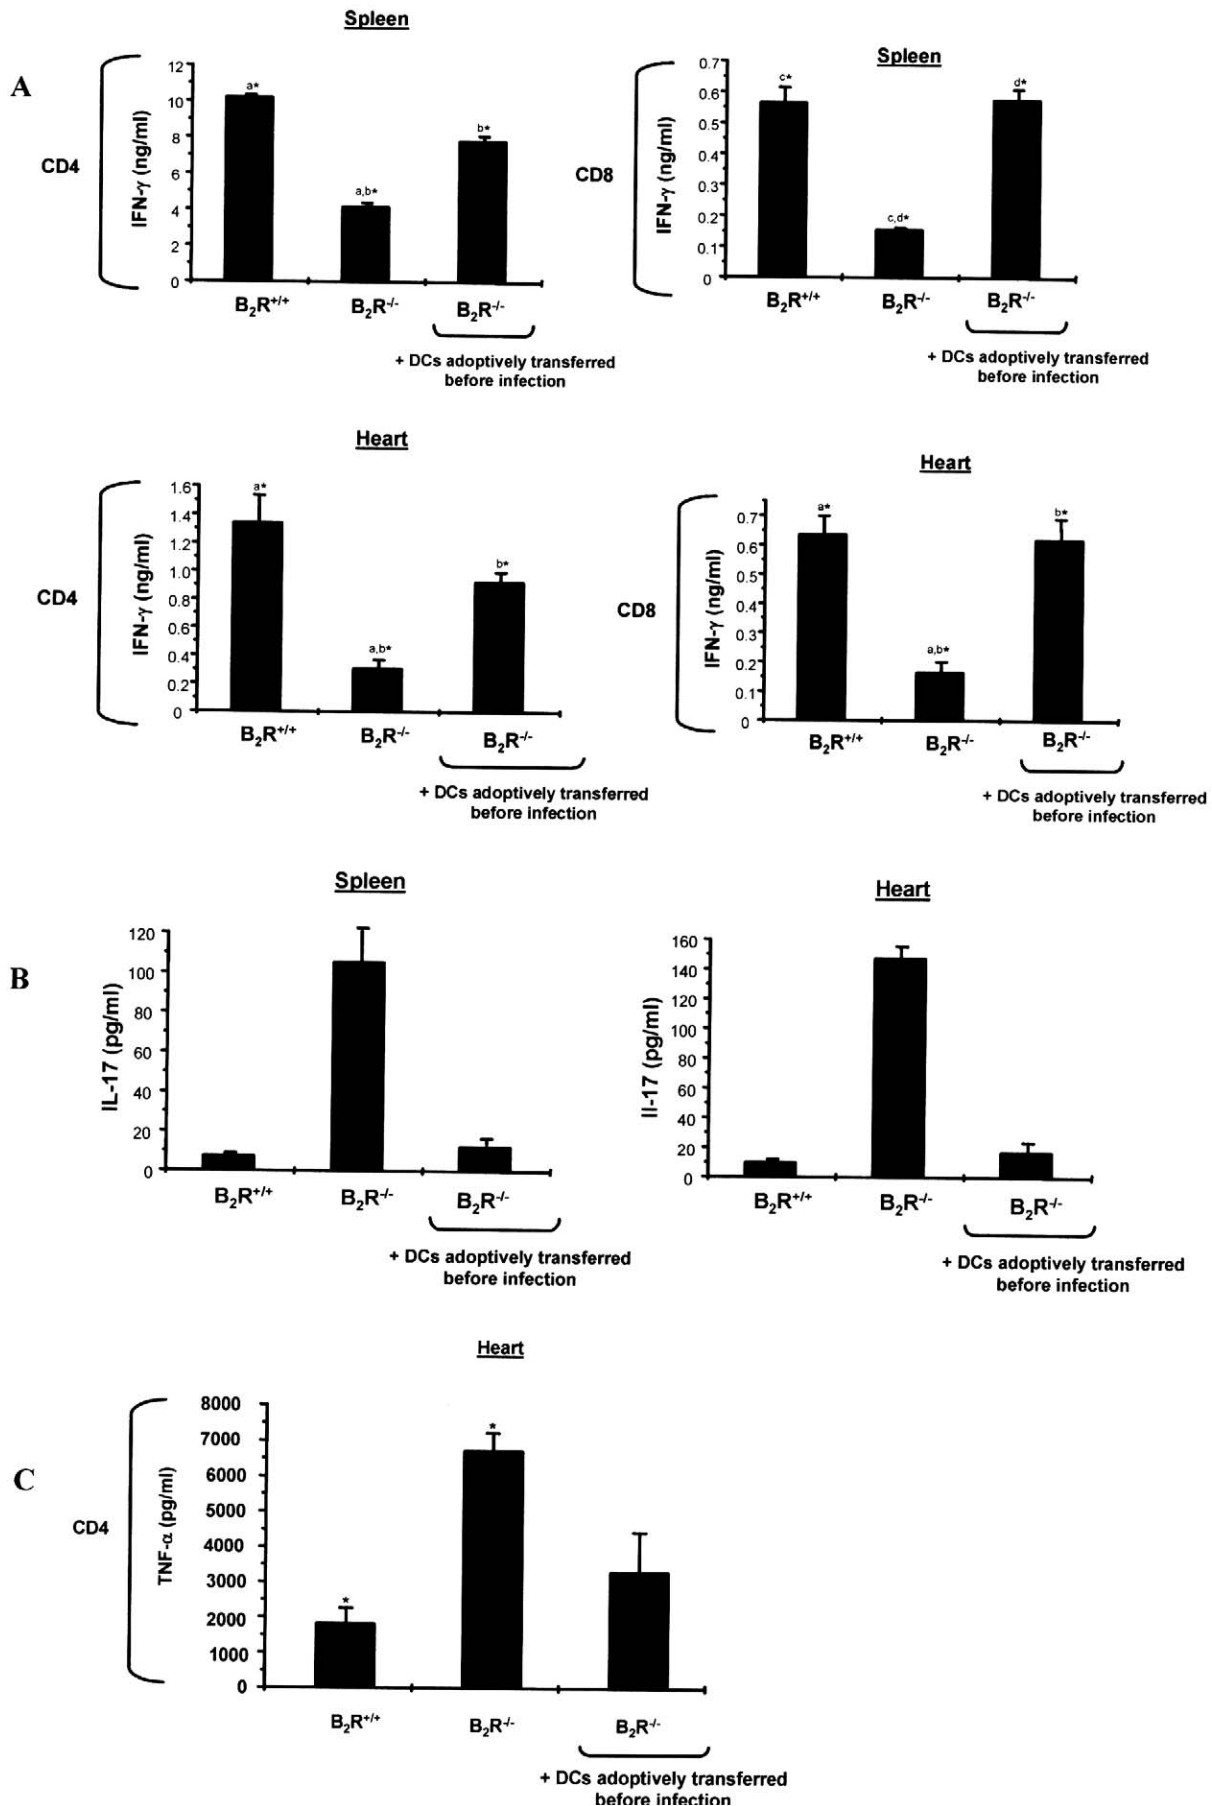 A
Spleen
CD4
IFN-γ (ng/ml)
12
10
8
6
4
2
0
a*
a,b*
b*
B₂R⁺/⁺
B₂R⁻/⁻
B₂R⁻/⁻
+ DCs adoptively transferred
before infection
Spleen
CD8
IFN-γ (ng/ml)
0.7
0.6
0.5
0.4
0.3
0.2
0.1
0
c*
c,d*
d*
B₂R⁺/⁺
B₂R⁻/⁻
B₂R⁻/⁻
+ DCs adoptively transferred
before infection
Heart
CD4
IFN-γ (ng/ml)
1.6
1.4
1.2
1.0
0.8
0.6
0.4
0.2
0
a*
a,b*
b*
B₂R⁺/⁺
B₂R⁻/⁻
B₂R⁻/⁻
+ DCs adoptively transferred
before infection
Heart
CD8
IFN-γ (ng/ml)
0.7
0.6
0.5
0.4
0.3
0.2
0.1
0
a*
a,b*
b*
B₂R⁺/⁺
B₂R⁻/⁻
B₂R⁻/⁻
+ DCs adoptively transferred
before infection
B
Spleen
IL-17 (pg/ml)
120
100
80
60
40
20
0
B₂R⁺/⁺
B₂R⁻/⁻
B₂R⁻/⁻
+ DCs adoptively transferred
before infection
Heart
Il-17 (pg/ml)
160
140
120
100
80
60
40
20
0
B₂R⁺/⁺
B₂R⁻/⁻
B₂R⁻/⁻
+ DCs adoptively transferred
before infection
C
Heart
CD4
TNF-α (pg/ml)
8000
7000
6000
5000
4000
3000
2000
1000
0
*
*
B₂R⁺/⁺
B₂R⁻/⁻
B₂R⁻/⁻
+ DCs adoptively transferred
before infection